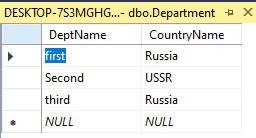 DESKTOP-7S3MGHG...- dbo.Department
DeptName CountryName
first Russia
Second USSR
third Russia
NULL NULL